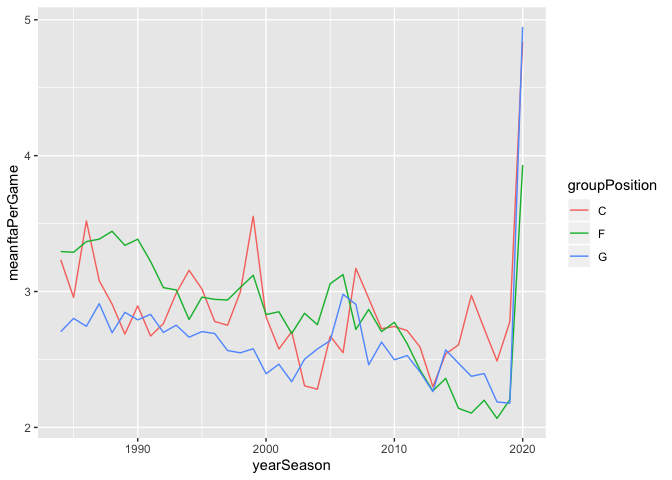 5
4
3
2
meanftaPerGame
1990
2000
2010
2020
yearSeason
groupPosition
C
F
G